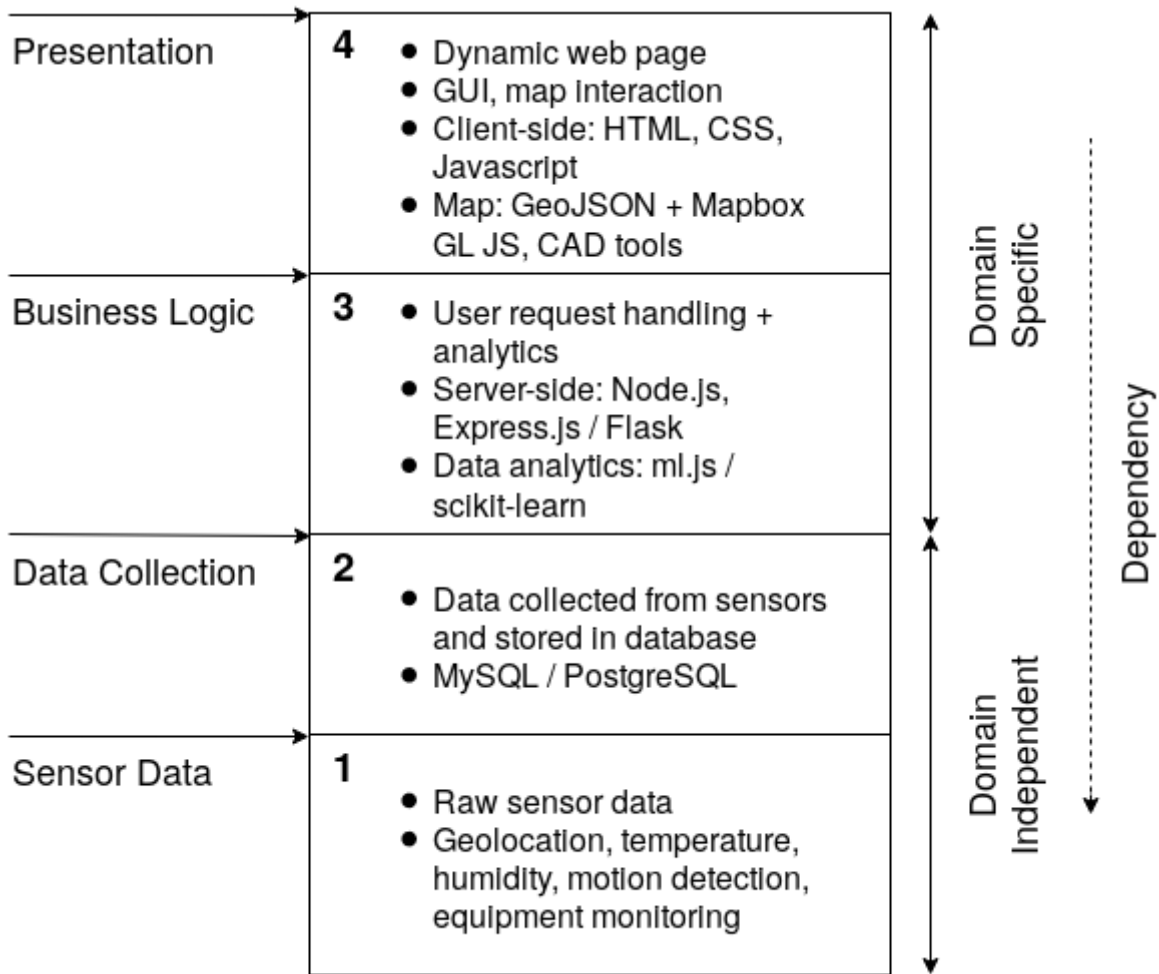 Presentation
4
● Dynamic web page
● GUI, map interaction
● Client-side: HTML, CSS,
Javascript
● Map: GeoJSON + Mapbox
GL JS, CAD tools
Business Logic
3
● User request handling +
analytics
● Server-side: Node.js,
Express.js / Flask
● Data analytics: ml.js /
scikit-learn
Data Collection
2
● Data collected from sensors
and stored in database
● MySQL / PostgreSQL
Sensor Data
1
● Raw sensor data
● Geolocation, temperature,
humidity, motion detection,
equipment monitoring
Domain
Specific
Domain
Independent
Dependency